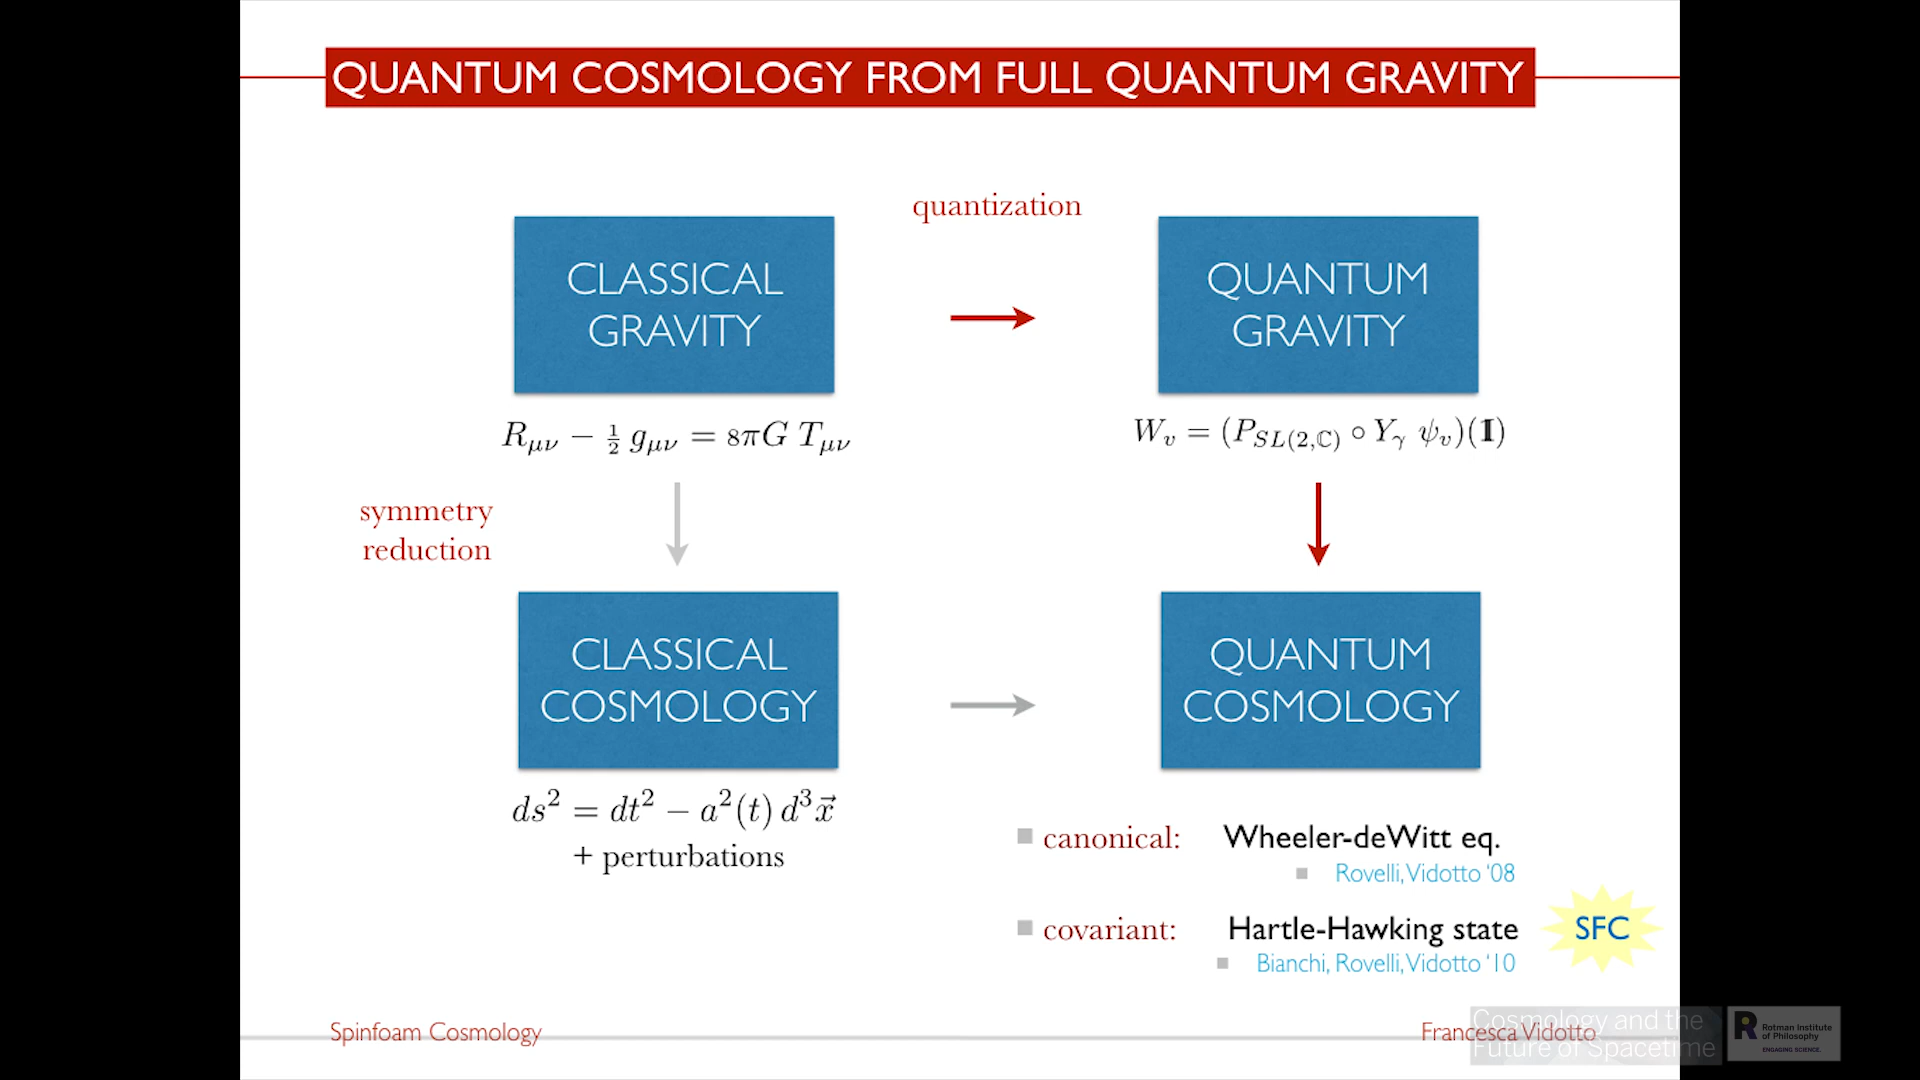 QUANTUM COSMOLOGY FROM FULL QUANTUM GRAVITY
quantization
CLASSICAL
GRAVITY
QUANTUM
GRAVITY
R_{μν} − ½ g_{μν} = 8πG T_{μν}
W_v = (P_{SL(2,ℂ)} ∘ Y_γ ψ_v)(𝟙)
symmetry
reduction
CLASSICAL
COSMOLOGY
QUANTUM
COSMOLOGY
ds² = dt² − a²(t) d³x⃗
+ perturbations
canonical: Wheeler-deWitt eq.
Rovelli, Vidotto ‘08
covariant: Hartle-Hawking state
SFC
Bianchi, Rovelli, Vidotto ‘10
Spinfoam Cosmology
Francesca Vidotto
Cosmology and the
Future of Spacetime
R
Rotman Institute
of Philosophy
ENGAGING SCIENCE.